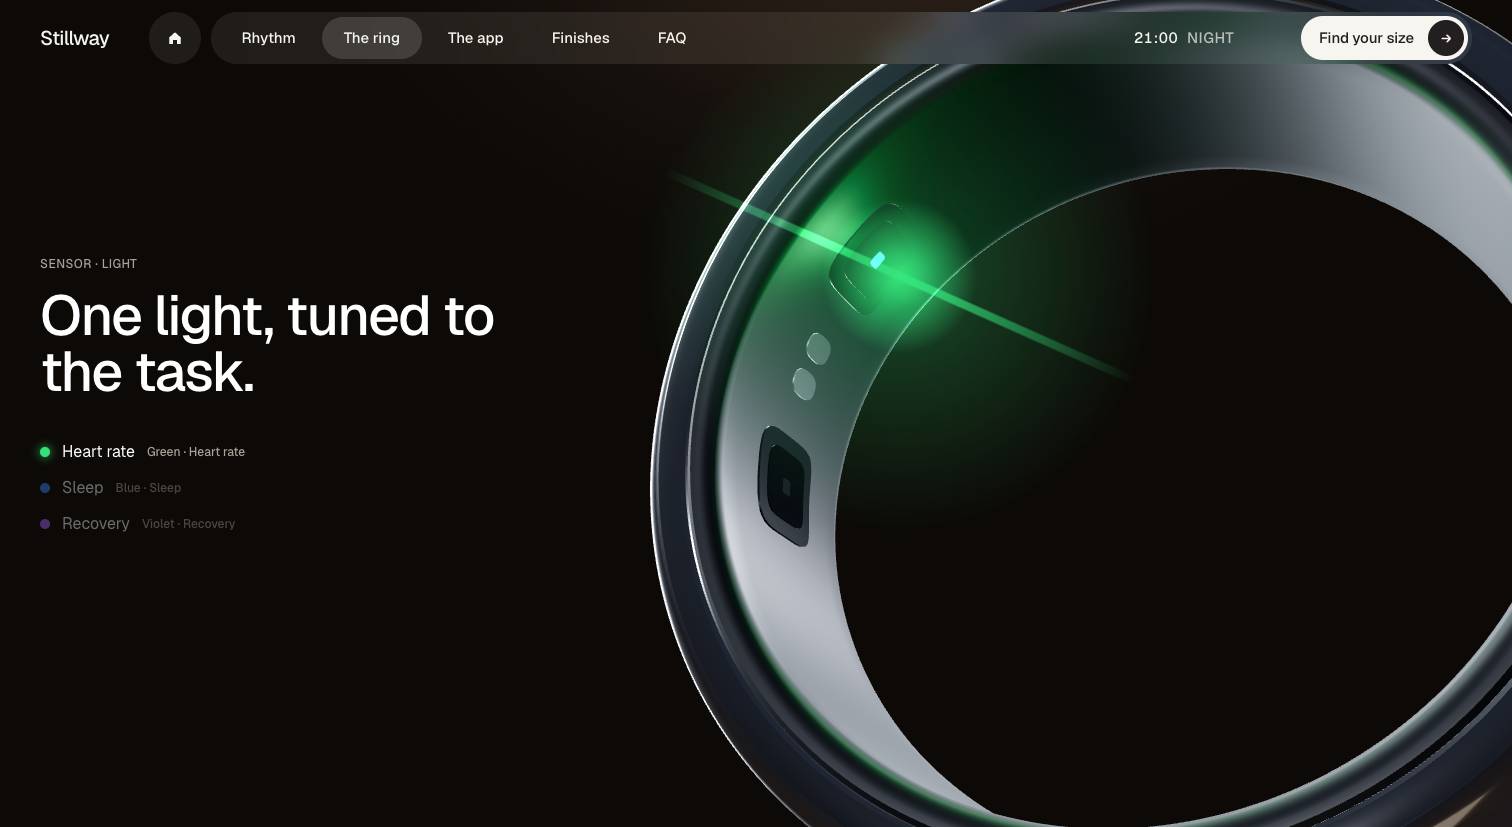 Stillway
Rhythm
The ring
The app
Finishes
FAQ
21:00 NIGHT
Find your size
SENSOR · LIGHT
One light, tuned to
the task.
Heart rate Green · Heart rate
Sleep Blue · Sleep
Recovery Violet · Recovery